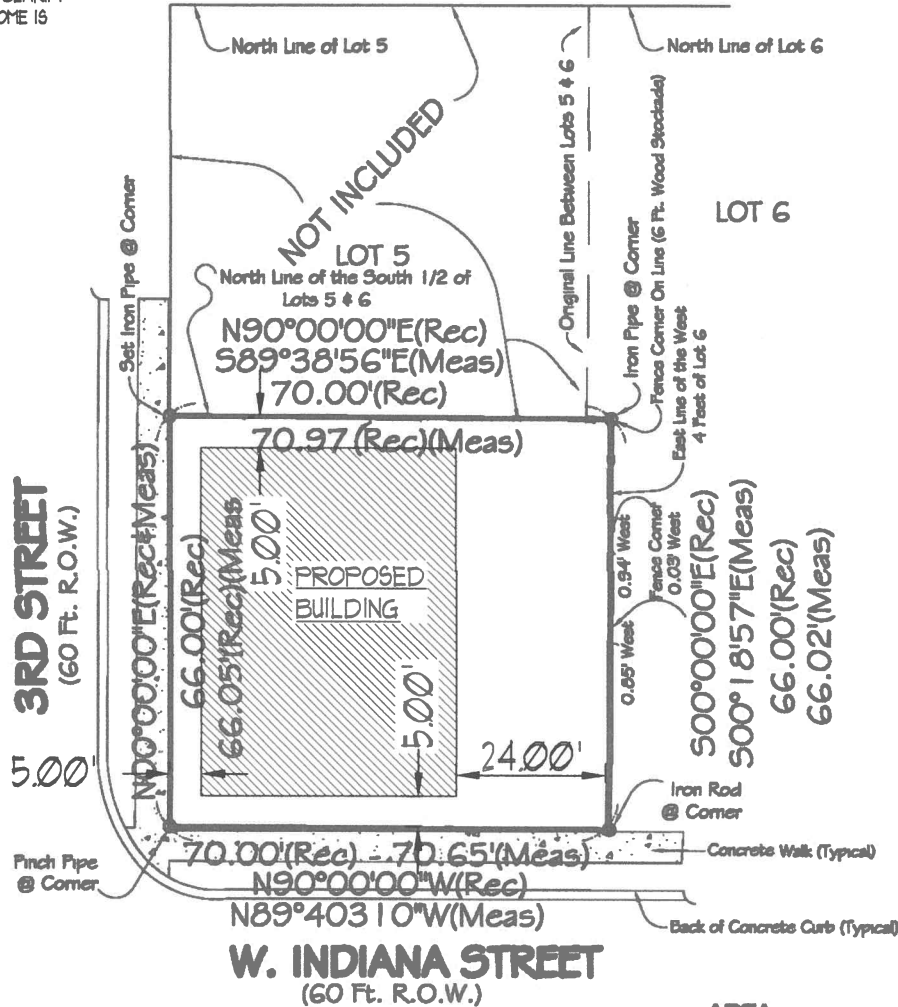 OME IS
North Line of Lot 5
North Line of Lot 6
Original Line Between Lots 5 & 6
NOT INCLUDED
LOT 6
Set Iron Pipe @ Corner
LOT 5
North Line of the South 1/2 of
Lots 5 & 6
N90°00'00"E(Rec)
S89°38'56"E(Meas)
70.00'(Rec)
70.97 (Rec)(Meas)
Iron Pipe @ Corner
Fence Corner On Line (6 Ft. Wood Stockade)
East Line of the West
4 Feet of Lot 6
3RD STREET
(60 Ft. R.O.W.)
N00°00'00"E(Rec&Meas)
66.00'(Rec)
66.05'(Rec)(Meas
5.00'
PROPOSED
BUILDING
0.94' West
Fence Corner
0.03' West
0.85' West
S00°00'00"E(Rec)
S00°18'57"E(Meas)
66.00'(Rec)
66.02'(Meas)
5.00'
5.00'
24.00'
Iron Rod
@ Corner
Pinch Pipe
@ Corner
70.00'(Rec) - 70.65'(Meas)
N90°00'00"W(Rec)
N89°40310"W(Meas)
Concrete Walk (Typical)
Back of Concrete Curb (Typical)
W. INDIANA STREET
(60 Ft. R.O.W.)